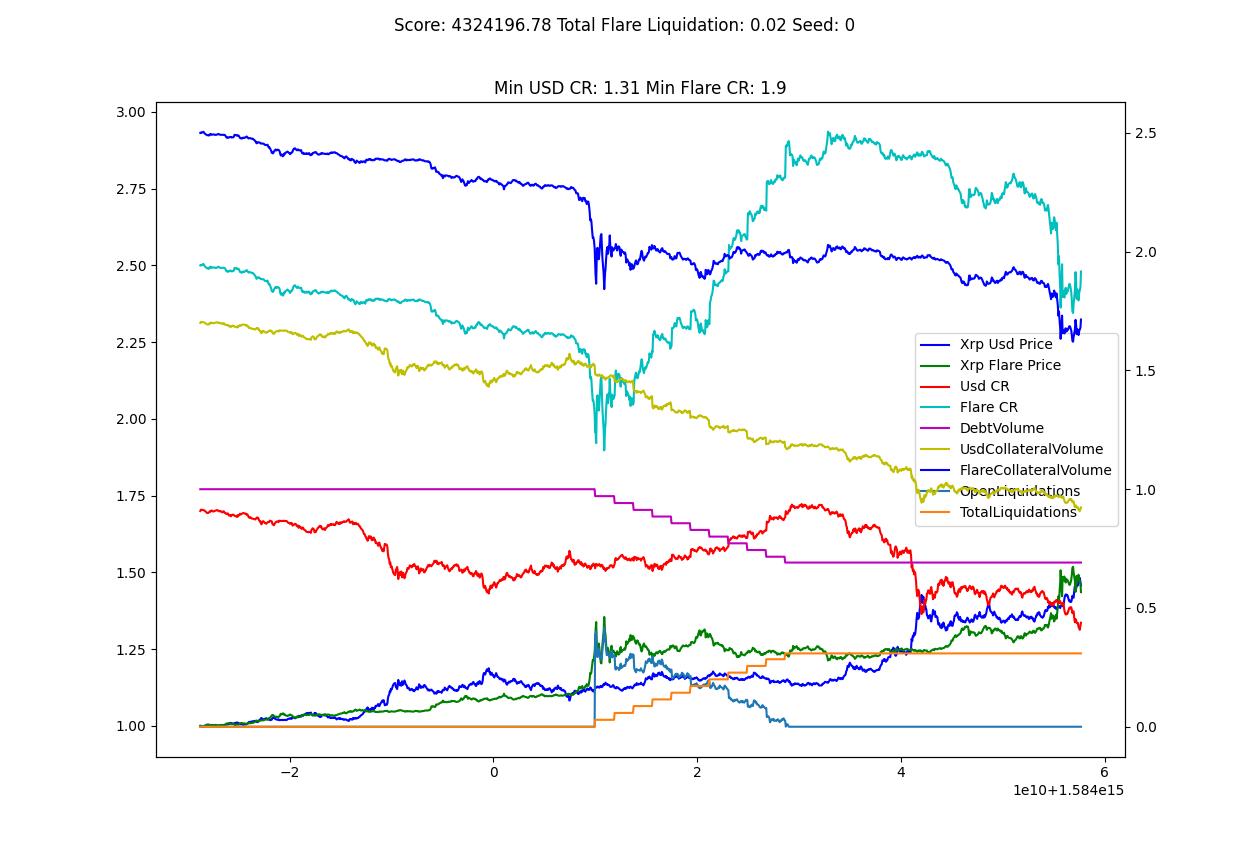 Score: 4324196.78 Total Flare Liquidation: 0.02 Seed: 0
Min USD CR: 1.31 Min Flare CR: 1.9
3.00
2.75
2.50
2.25
2.00
1.75
1.50
1.25
1.00
2.5
2.0
1.5
1.0
0.5
0.0
Xrp Usd Price
Xrp Flare Price
Usd CR
Flare CR
DebtVolume
UsdCollateralVolume
FlareCollateralVolume
OpenLiquidations
TotalLiquidations
−2 0 2 4 6
1e10+1.584e15